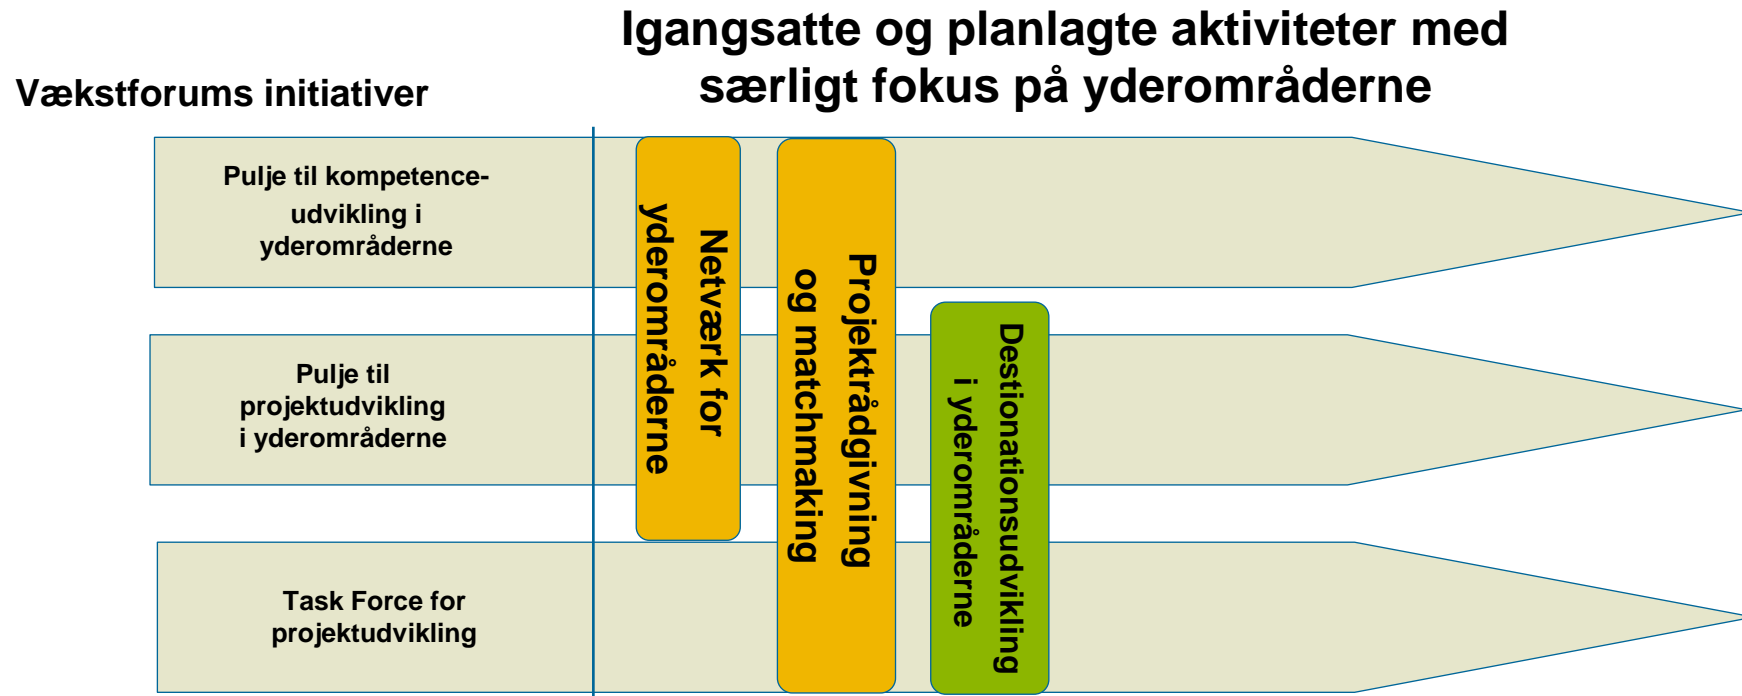 Igangsatte og planlagte aktiviteter med
særligt fokus på yderområderne
Vækstforums initiativer
Pulje til kompetence-
udvikling i
yderområderne
Pulje til
projektudvikling
i yderområderne
Task Force for
projektudvikling
Netværk for
yderområderne
Projektrådgivning
og matchmaking
Destionationsudvikling
i yderområderne